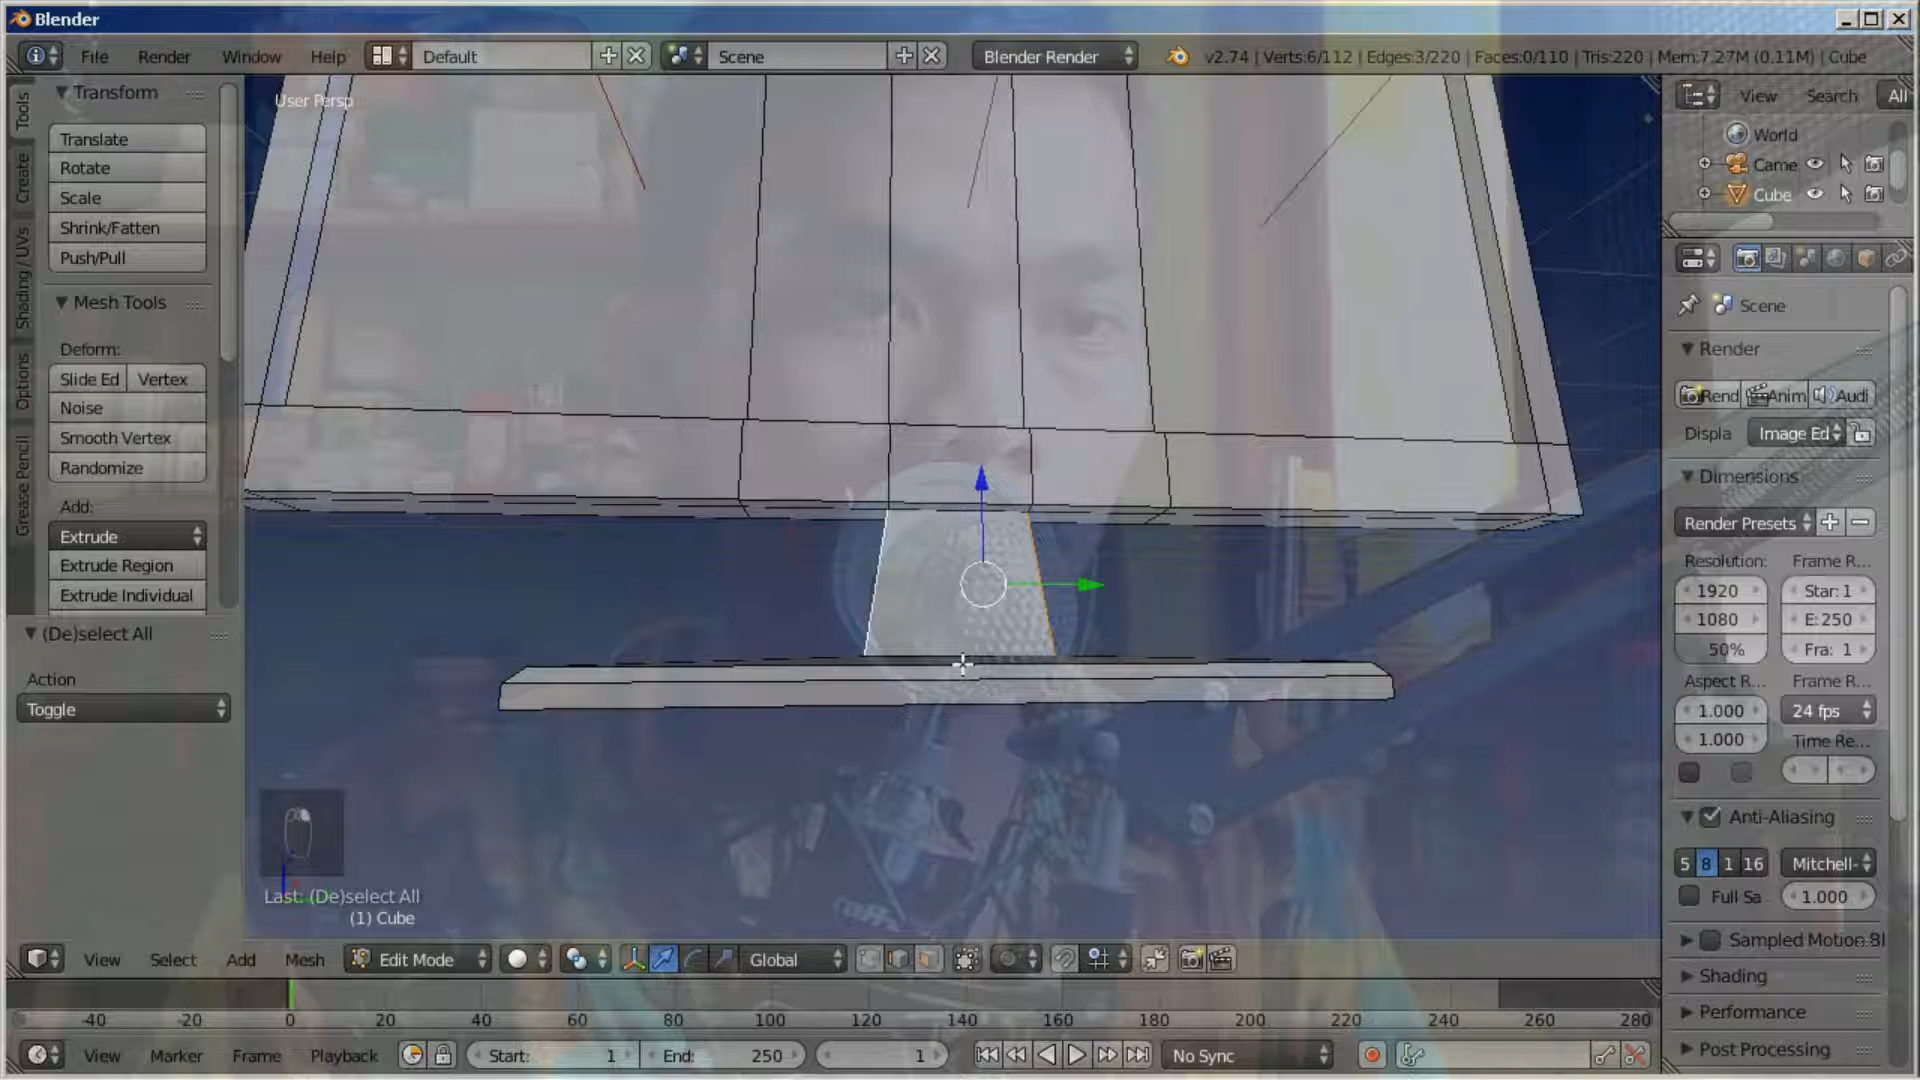 Blender
File Render Window Help Default Scene Blender Render v2.74 | Verts:6/112 | Edges:3/220 | Faces:0/110 | Tris:220 | Mem:7.27M (0.11M) | Cube
Tools
Create
Shading / UVs
Options
Grease Pencil
Transform
Translate
Rotate
Scale
Shrink/Fatten
Push/Pull
Mesh Tools
Deform:
Slide Ed Vertex
Noise
Smooth Vertex
Randomize
Add:
Extrude
Extrude Region
Extrude Individual
(De)select All
Action
Toggle
User Persp
Last: (De)select All
(1) Cube
View Search All
World
Came
Cube
Scene
Render
Rend Anim Audi
Displa Image Ed
Dimensions
Render Presets
Resolution: Frame R...
1920 Star: 1
1080 E: 250
50% Fra: 1
Aspect R... Frame R...
1.000 24 fps
1.000 Time Re...
Anti-Aliasing
5 8 1 16 Mitchell-
Full Sa 1.000
Sampled Motion Bl
Shading
Performance
Post Processing
View Select Add Mesh Edit Mode Global
-40 -20 0 20 40 60 80 100 120 140 160 180 200 220 240 260 280
View Marker Frame Playback Start: 1 End: 250 1 No Sync